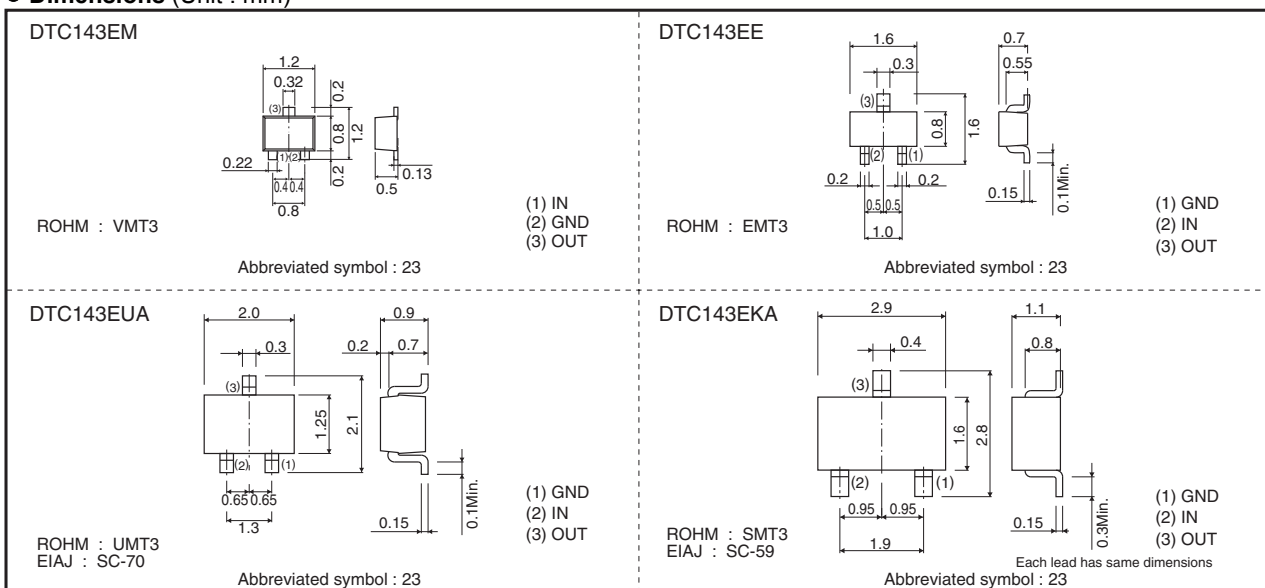 Dimensions (Unit : mm)
DTC143EM
1.2
0.32
0.2
(3)
0.8
1.2
(1)
(2)
0.22
0.2
0.4
0.4
0.8
0.13
0.5
ROHM : VMT3
(1) IN
(2) GND
(3) OUT
Abbreviated symbol : 23
DTC143EE
1.6
0.3
0.7
0.55
(3)
0.8
1.6
(2)
(1)
0.2
0.2
0.5
0.5
1.0
0.15
0.1Min.
ROHM : EMT3
(1) GND
(2) IN
(3) OUT
Abbreviated symbol : 23
DTC143EUA
2.0
0.3
0.9
0.2
0.7
(3)
1.25
2.1
(2)
(1)
0.65
0.65
1.3
0.15
0.1Min.
ROHM : UMT3
EIAJ : SC-70
(1) GND
(2) IN
(3) OUT
Abbreviated symbol : 23
DTC143EKA
2.9
0.4
1.1
0.8
(3)
1.6
2.8
(2)
(1)
0.95
0.95
1.9
0.15
0.3Min.
ROHM : SMT3
EIAJ : SC-59
(1) GND
(2) IN
(3) OUT
Each lead has same dimensions
Abbreviated symbol : 23